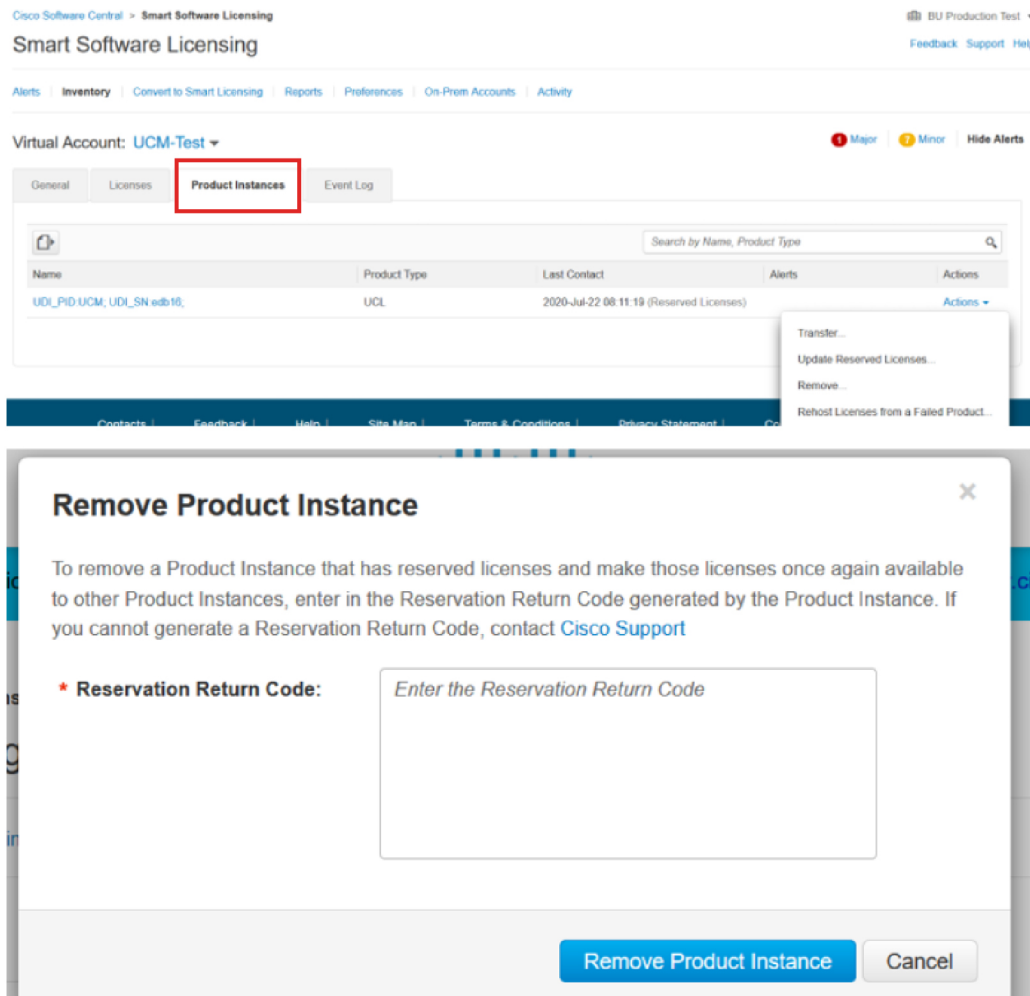 Cisco Software Central > Smart Software Licensing
BU Production Test
Smart Software Licensing
Feedback Support Help
Alerts Inventory Convert to Smart Licensing Reports Preferences On-Prem Accounts Activity
Virtual Account: UCM-Test
1 Major 7 Minor Hide Alerts
General Licenses Product Instances Event Log
Search by Name, Product Type
Name Product Type Last Contact Alerts Actions
UDI_PID:UCM; UDI_SN:edb16; UCL 2020-Jul-22 08:11:19 (Reserved Licenses) Actions
Transfer...
Update Reserved Licenses...
Remove...
Rehost Licenses from a Failed Product...
Contacts | Feedback | Help | Site Map | Terms & Conditions | Privacy Statement | Co
Remove Product Instance
To remove a Product Instance that has reserved licenses and make those licenses once again available
to other Product Instances, enter in the Reservation Return Code generated by the Product Instance. If
you cannot generate a Reservation Return Code, contact Cisco Support
* Reservation Return Code:
Enter the Reservation Return Code
Remove Product Instance Cancel